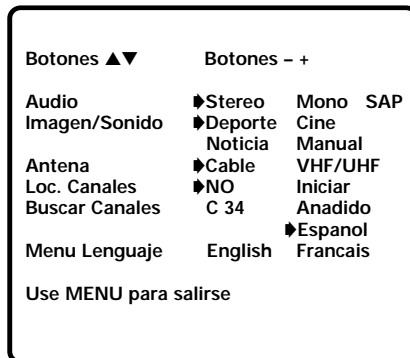 Botones ▲▼ Botones – +
Audio ➧Stereo Mono SAP
Imagen/Sonido ➧Deporte Cine
Noticia Manual
Antena ➧Cable VHF/UHF
Loc. Canales ➧NO Iniciar
Buscar Canales C 34 Anadido
➧Espanol
Menu Lenguaje English Francais
Use MENU para salirse